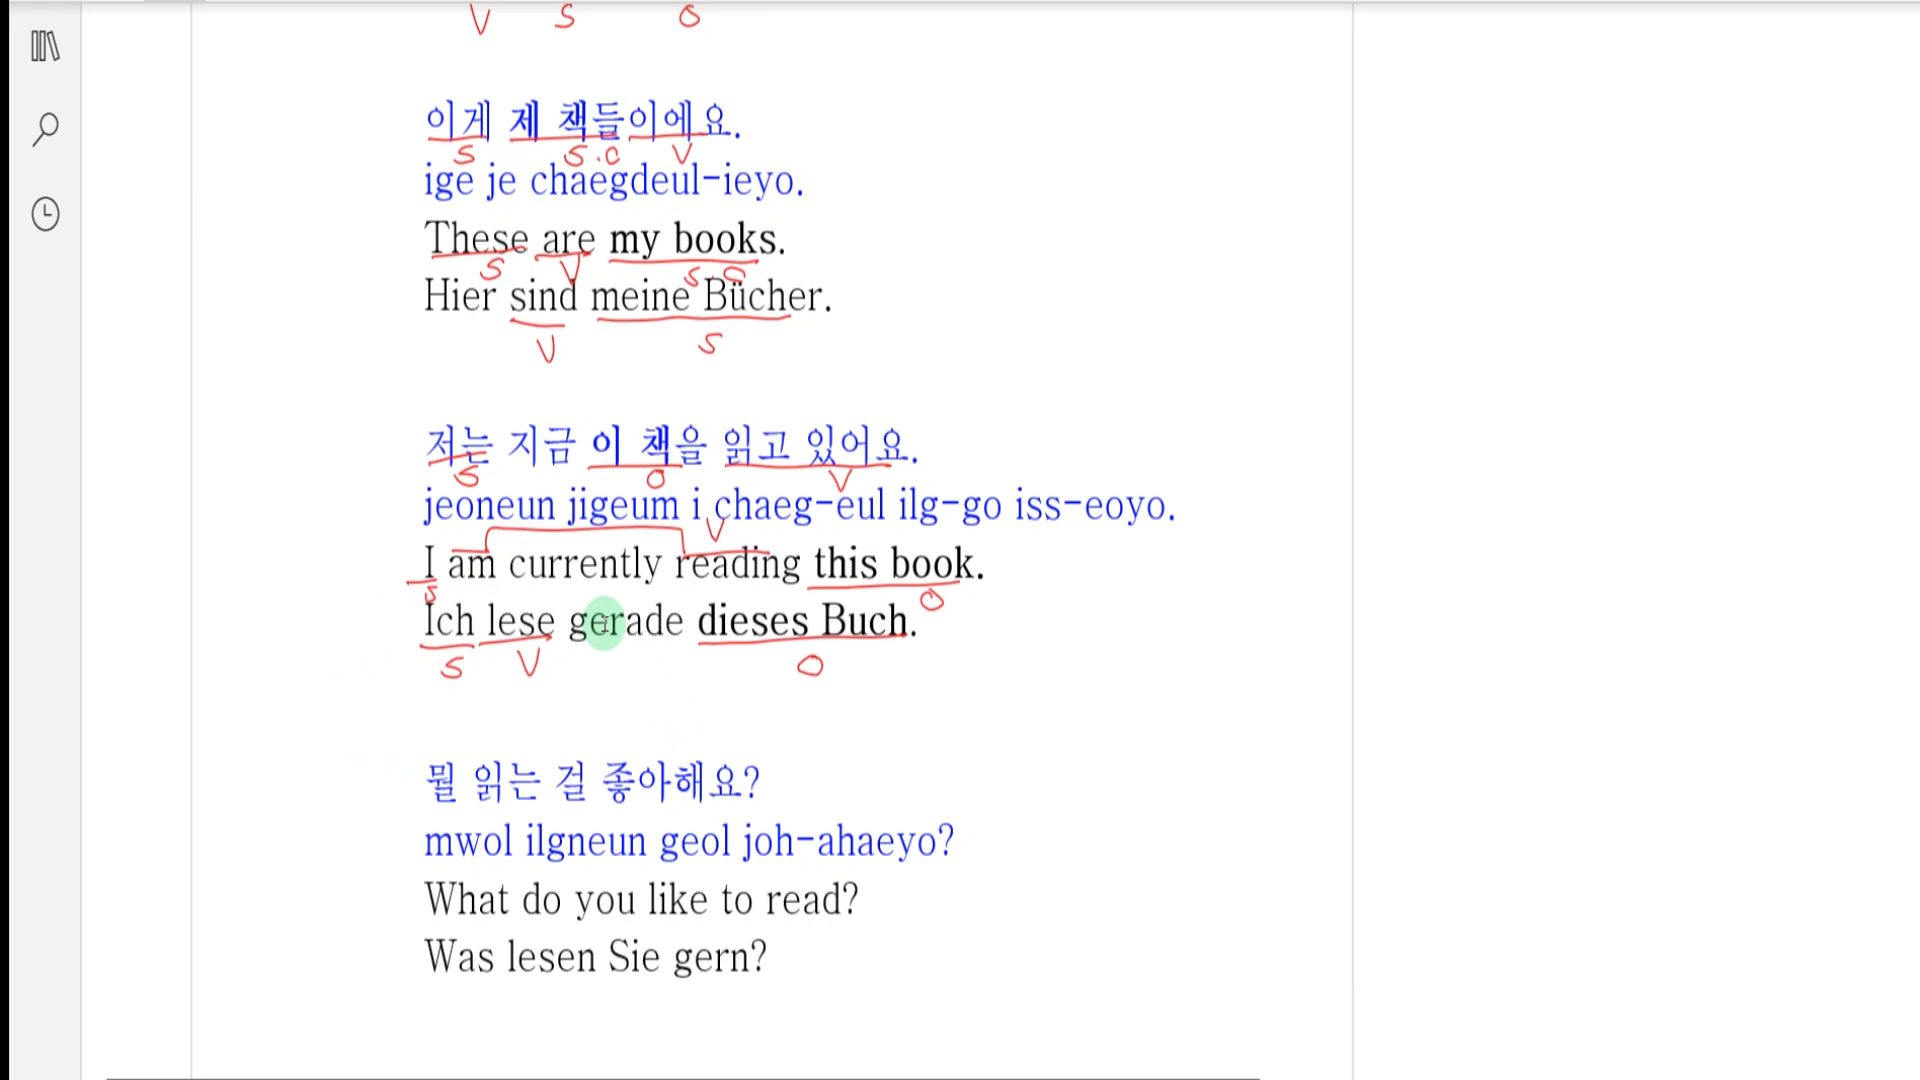 V S O
이게 제 책들이에요.
S S.C V
ige je chaegdeul-ieyo.
These are my books.
S V S C
Hier sind meine Bücher.
V S
저는 지금 이 책을 읽고 있어요.
S O V
jeoneun jigeum i chaeg-eul ilg-go iss-eoyo.
V
I am currently reading this book.
S O
Ich lese gerade dieses Buch.
S V O
뭘 읽는 걸 좋아해요?
mwol ilgneun geol joh-ahaeyo?
What do you like to read?
Was lesen Sie gern?